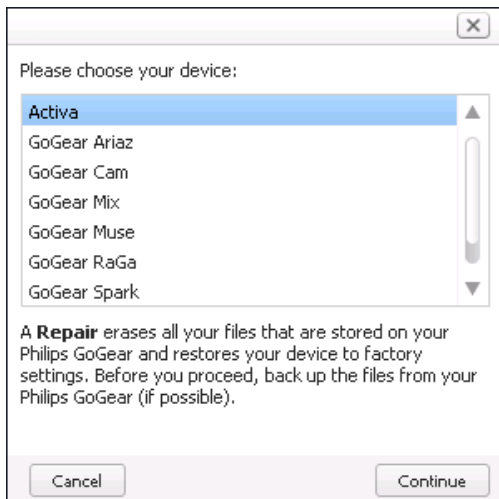 Please choose your device:
Activa
GoGear Ariaz
GoGear Cam
GoGear Mix
GoGear Muse
GoGear RaGa
GoGear Spark
A Repair erases all your files that are stored on your
Philips GoGear and restores your device to factory
settings. Before you proceed, back up the files from your
Philips GoGear (if possible).
Cancel
Continue